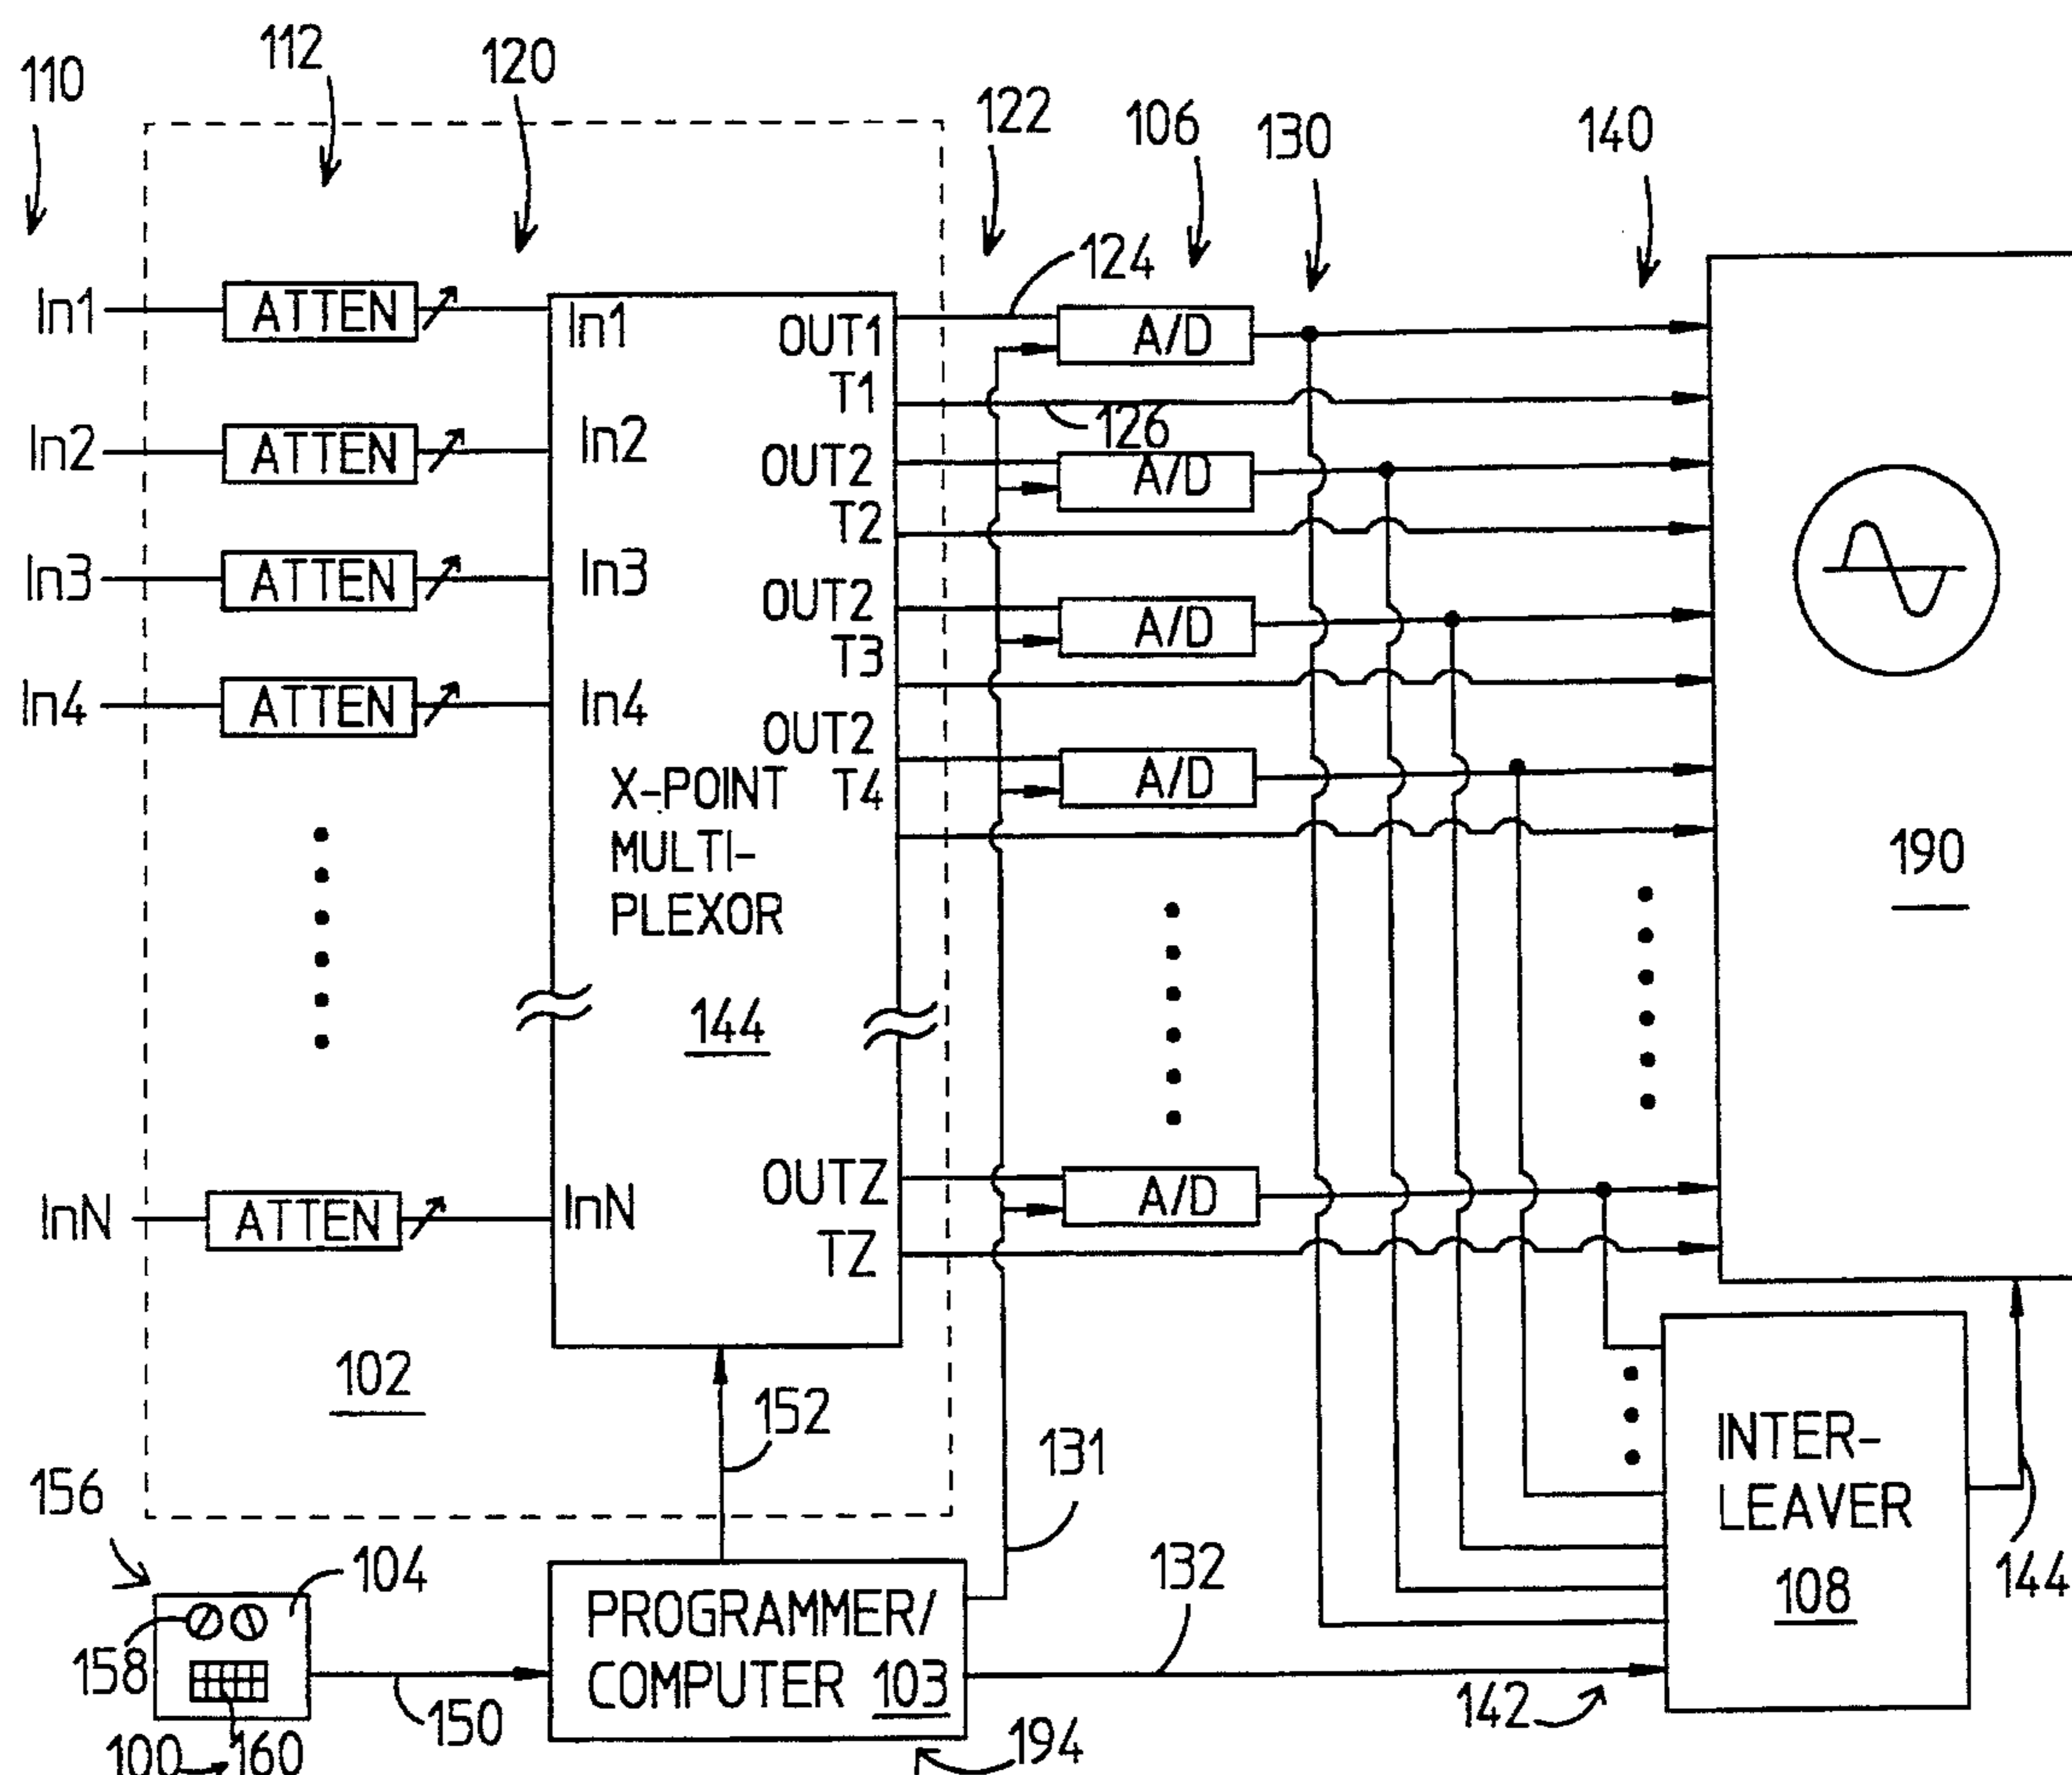 110
112
120
122
106
130
140
124
In1
ATTEN
In1
OUT1
A/D
T1
126
In2
ATTEN
In2
OUT2
A/D
T2
In3
ATTEN
In3
OUT2
A/D
T3
In4
ATTEN
In4
OUT2
A/D
T4
X-POINT
MULTI-
PLEXOR
144
190
InN
ATTEN
InN
OUTZ
A/D
TZ
102
152
131
INTER-
LEAVER
108
144
156
104
158
160
100
150
PROGRAMMER/
COMPUTER 103
132
142
194